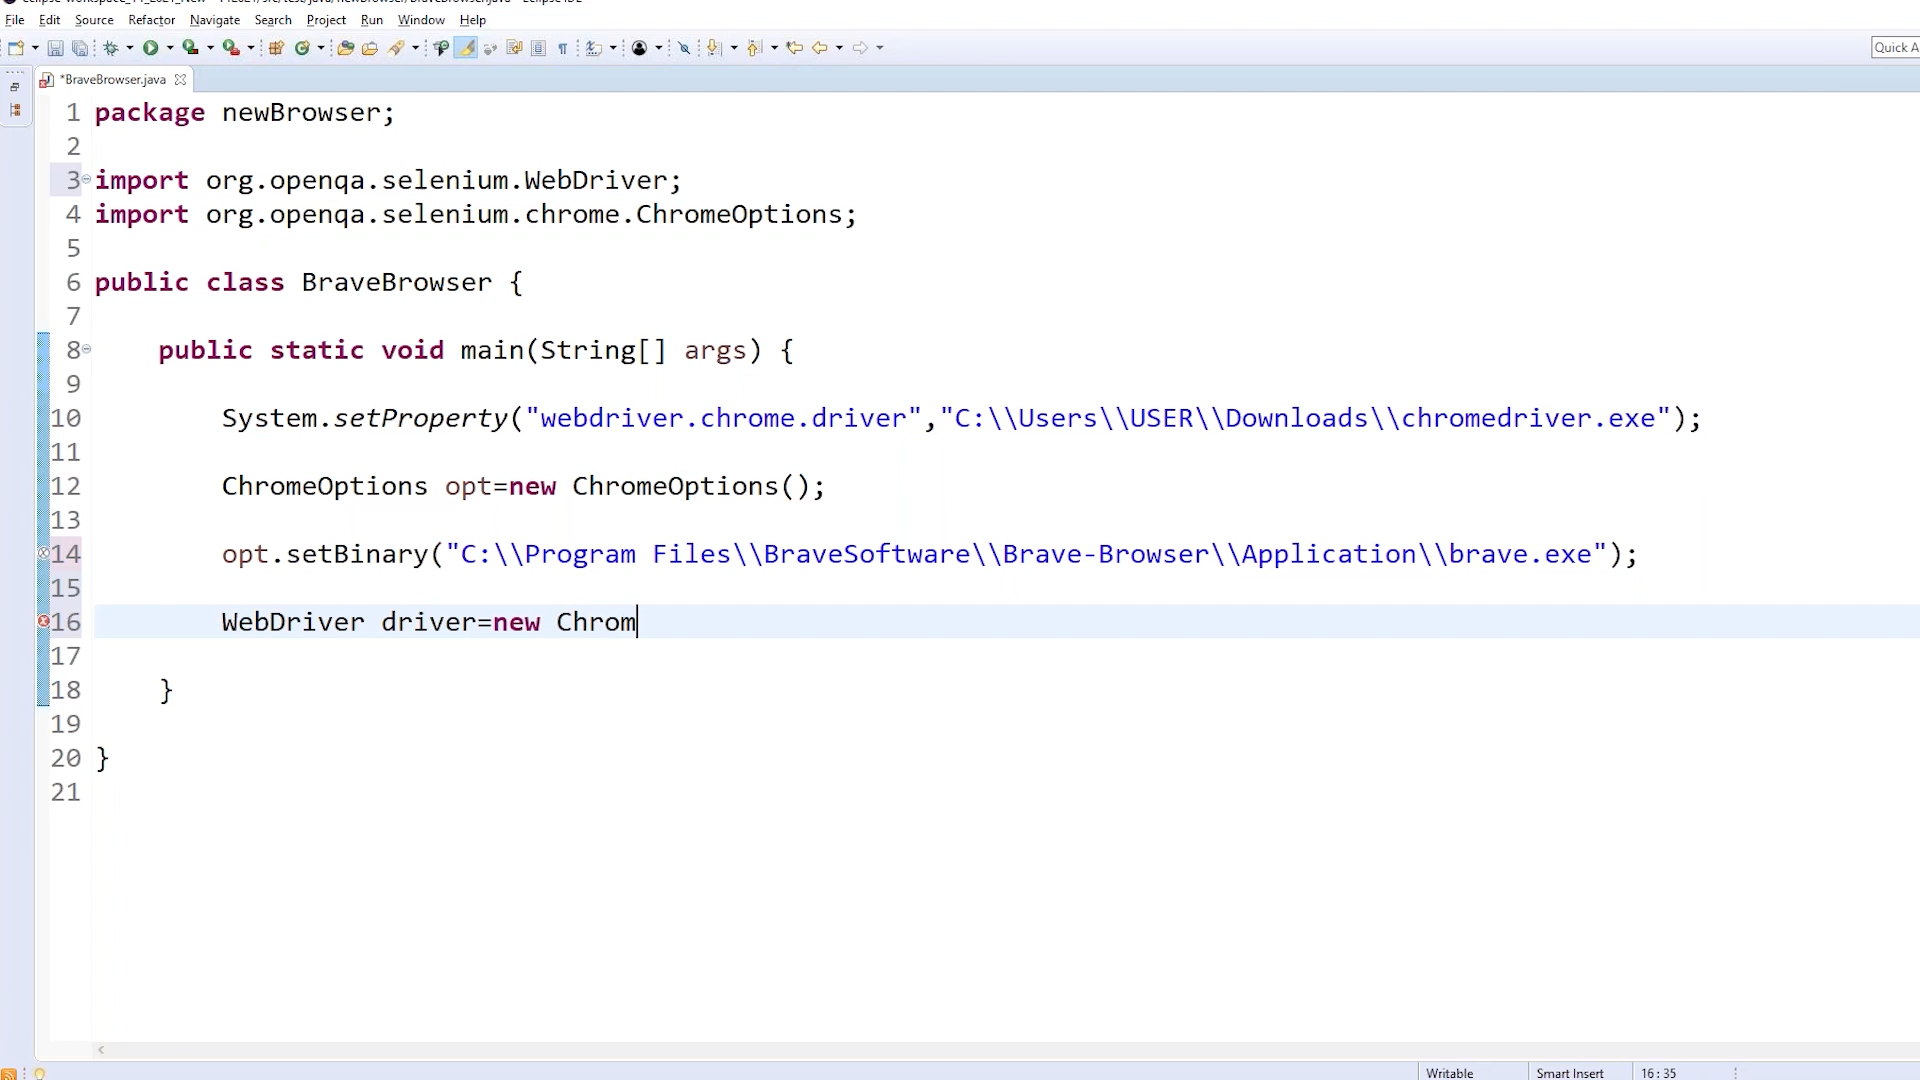 File Edit Source Refactor Navigate Search Project Run Window Help
Quick A
*BraveBrowser.java
1 package newBrowser;
2
3 import org.openqa.selenium.WebDriver;
4 import org.openqa.selenium.chrome.ChromeOptions;
5
6 public class BraveBrowser {
7
8 public static void main(String[] args) {
9
10 System.setProperty("webdriver.chrome.driver","C:\\Users\\USER\\Downloads\\chromedriver.exe");
11
12 ChromeOptions opt=new ChromeOptions();
13
14 opt.setBinary("C:\\Program Files\\BraveSoftware\\Brave-Browser\\Application\\brave.exe");
15
16 WebDriver driver=new Chrom
17
18 }
19
20 }
21
Writable Smart Insert 16 : 35